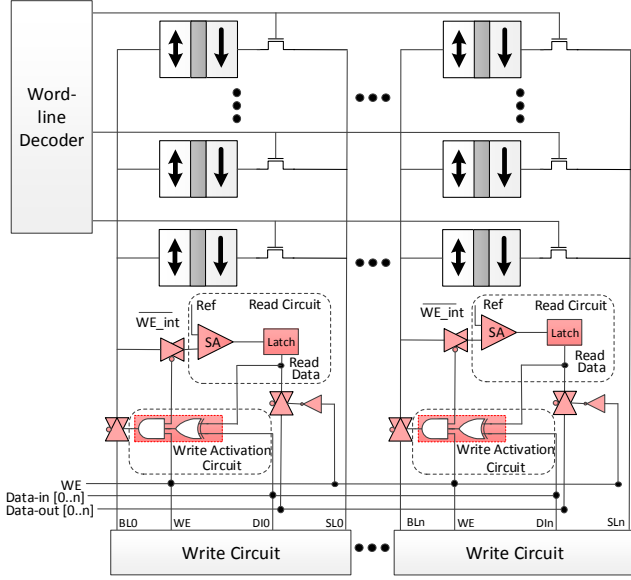 Word-
line
Decoder
WE_int
Ref
Read Circuit
SA
Latch
Read
Data
Write Activation
Circuit
WE_int
Ref
Read Circuit
SA
Latch
Read
Data
Write Activation
Circuit
WE
Data-in [0..n]
Data-out [0..n]
BL0 WE DI0 SL0
BLn WE DIn SLn
Write Circuit
Write Circuit